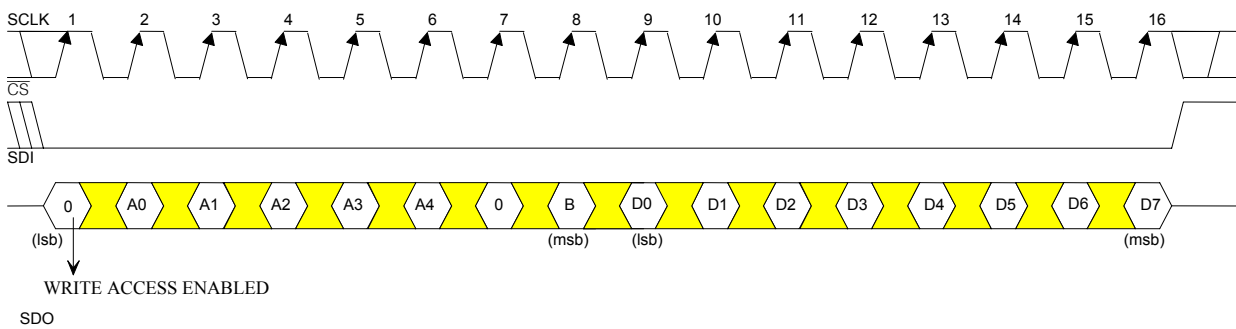 SCLK 1 2 3 4 5 6 7 8 9 10 11 12 13 14 15 16
CS
SDI
0 A0 A1 A2 A3 A4 0 B D0 D1 D2 D3 D4 D5 D6 D7
(lsb) (msb) (lsb) (msb)
WRITE ACCESS ENABLED
SDO